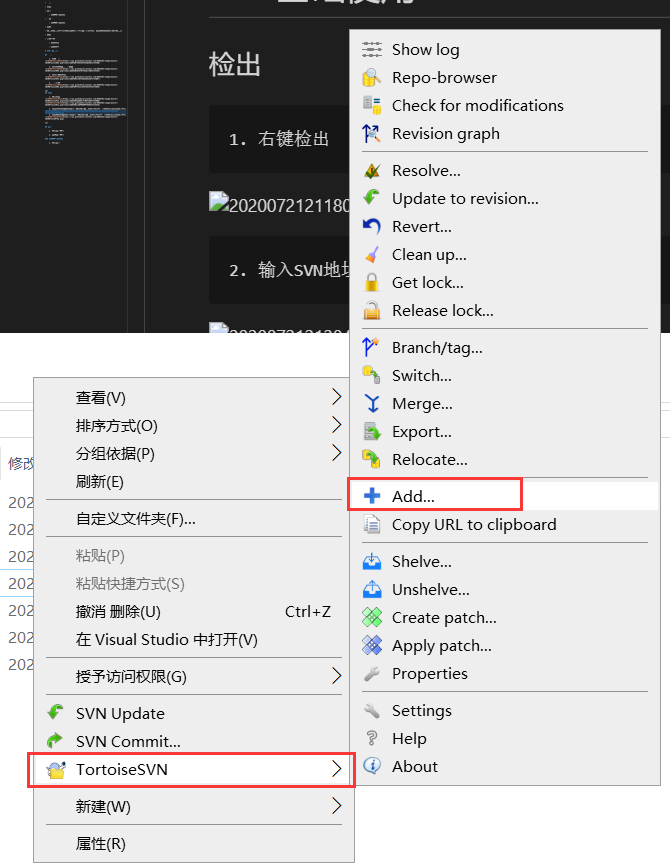 检出
1. 右键检出
2020072121180
2. 输入SVN地
Show log
Repo-browser
Check for modifications
Revision graph
Resolve...
Update to revision...
Revert...
Clean up...
Get lock...
Release lock...
Branch/tag...
Switch...
Merge...
Export...
Relocate...
Add...
Copy URL to clipboard
Shelve...
Unshelve...
Create patch...
Apply patch...
Properties
Settings
Help
About
修改
202
202
202
202
202
202
202
查看(V)
排序方式(O)
分组依据(P)
刷新(E)
自定义文件夹(F)...
粘贴(P)
粘贴快捷方式(S)
撤消 删除(U) Ctrl+Z
在 Visual Studio 中打开(V)
授予访问权限(G)
SVN Update
SVN Commit...
TortoiseSVN
新建(W)
属性(R)